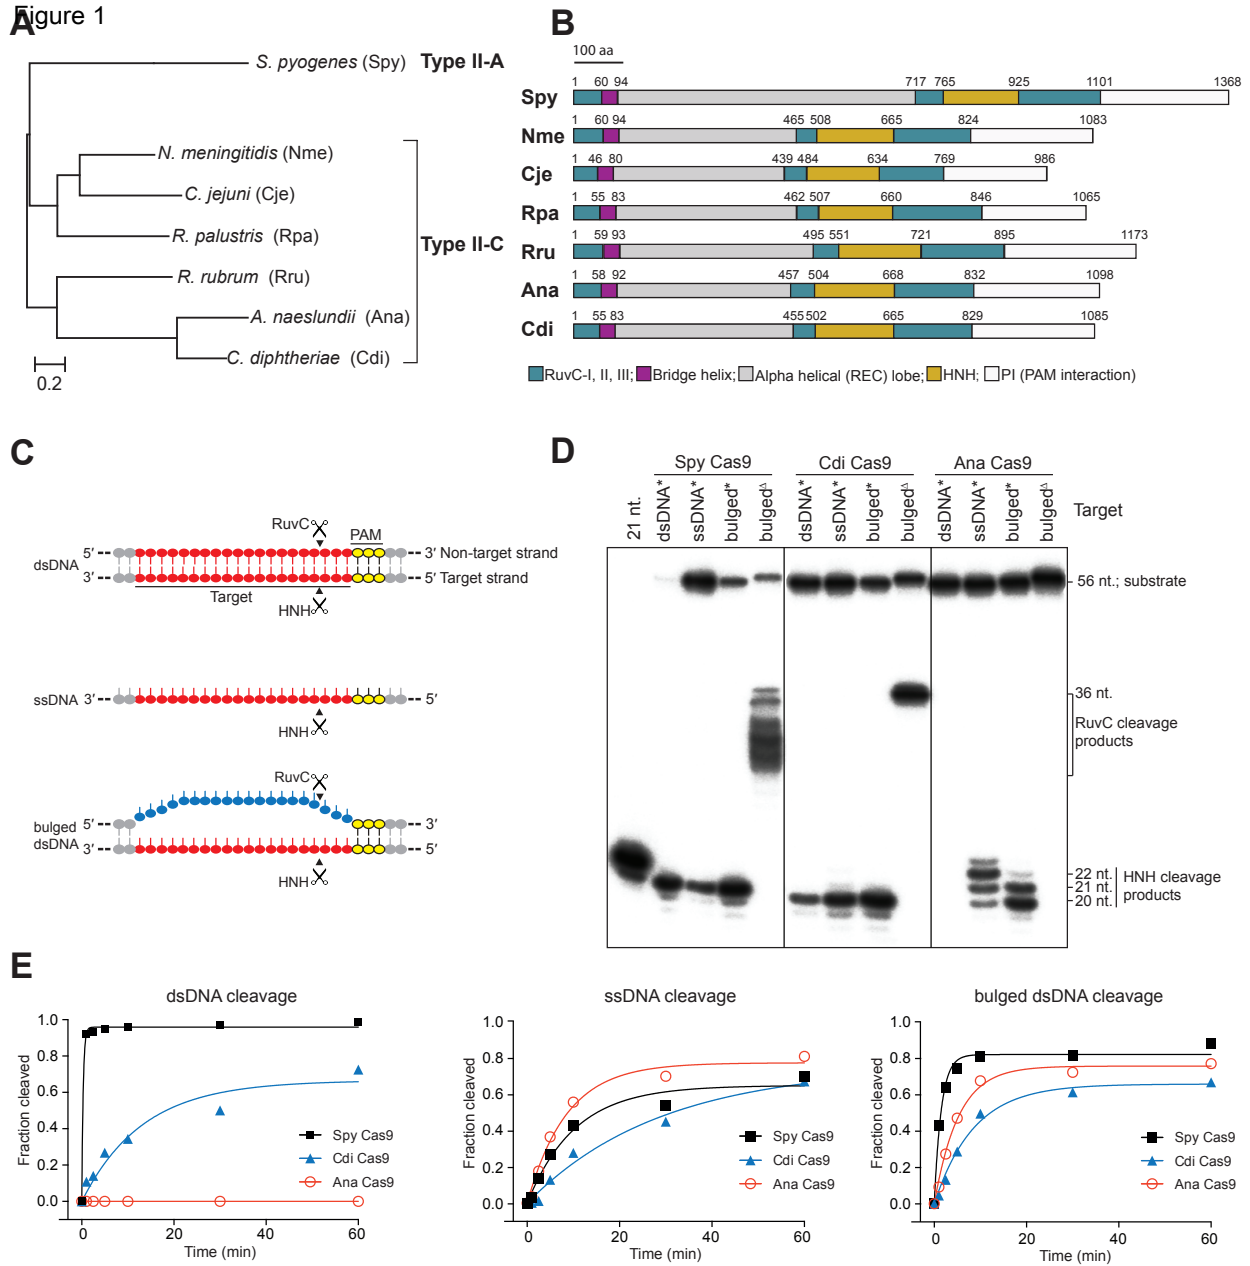 Figure 1
A
S. pyogenes (Spy)
Type II-A
N. meningitidis (Nme)
C. jejuni (Cje)
R. palustris (Rpa)
Type II-C
R. rubrum (Rru)
A. naeslundii (Ana)
C. diphtheriae (Cdi)
0.2
B
100 aa
1 60 94 717 765 925 1101 1368
Spy
1 60 94 465 508 665 824 1083
Nme
1 46 80 439 484 634 769 986
Cje
1 55 83 462 507 660 846 1065
Rpa
1 59 93 495 551 721 895 1173
Rru
1 58 92 457 504 668 832 1098
Ana
1 55 83 455 502 665 829 1085
Cdi
RuvC-I, II, III; Bridge helix; Alpha helical (REC) lobe; HNH; PI (PAM interaction)
C
RuvC
PAM
5′ 3′ Non-target strand
dsDNA
3′ 5′ Target strand
Target
HNH
ssDNA 3′ 5′
HNH
RuvC
5′ 3′
bulged
dsDNA
3′ 5′
HNH
D
Spy Cas9 Cdi Cas9 Ana Cas9
21 nt. dsDNA* ssDNA* bulged* bulgedΔ dsDNA* ssDNA* bulged* bulgedΔ dsDNA* ssDNA* bulged* bulgedΔ Target
56 nt.; substrate
36 nt.
RuvC cleavage
products
22 nt.
21 nt.
20 nt.
HNH cleavage
products
E
dsDNA cleavage
Fraction cleaved
1.0
0.8
0.6
0.4
0.2
0.0
Spy Cas9
Cdi Cas9
Ana Cas9
0 20 40 60
Time (min)
ssDNA cleavage
Fraction cleaved
1.0
0.8
0.6
0.4
0.2
0.0
Spy Cas9
Cdi Cas9
Ana Cas9
0 20 40 60
Time (min)
bulged dsDNA cleavage
Fraction cleaved
1.0
0.8
0.6
0.4
0.2
0.0
Spy Cas9
Cdi Cas9
Ana Cas9
0 20 40 60
Time (min)